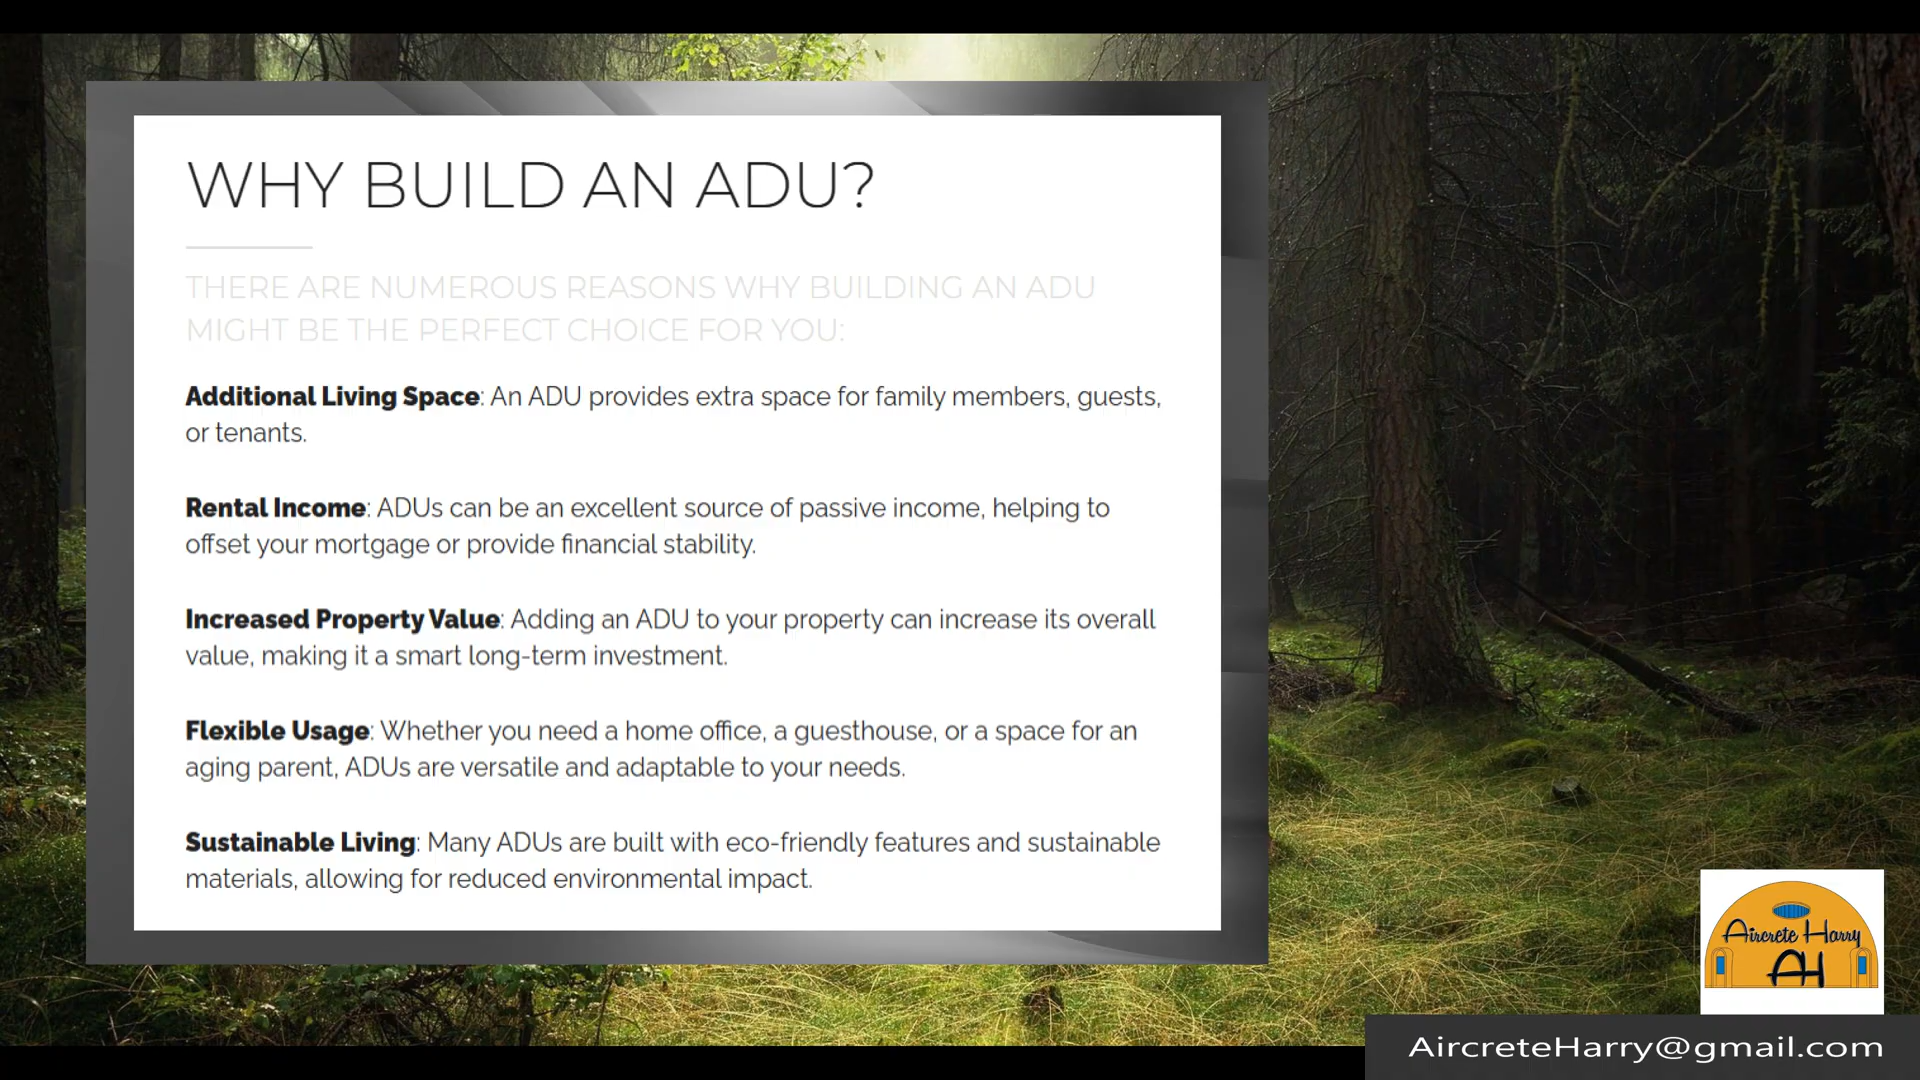 WHY BUILD AN ADU?
THERE ARE NUMEROUS REASONS WHY BUILDING AN ADU
MIGHT BE THE PERFECT CHOICE FOR YOU:
Additional Living Space: An ADU provides extra space for family members, guests,
or tenants.
Rental Income: ADUs can be an excellent source of passive income, helping to
offset your mortgage or provide financial stability.
Increased Property Value: Adding an ADU to your property can increase its overall
value, making it a smart long-term investment.
Flexible Usage: Whether you need a home office, a guesthouse, or a space for an
aging parent, ADUs are versatile and adaptable to your needs.
Sustainable Living: Many ADUs are built with eco-friendly features and sustainable
materials, allowing for reduced environmental impact.
Aircrete Harry
AH
AircreteHarry@gmail.com